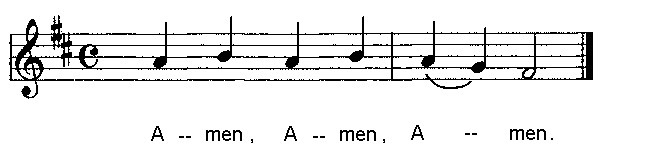 A -- men, A -- men, A -- men.